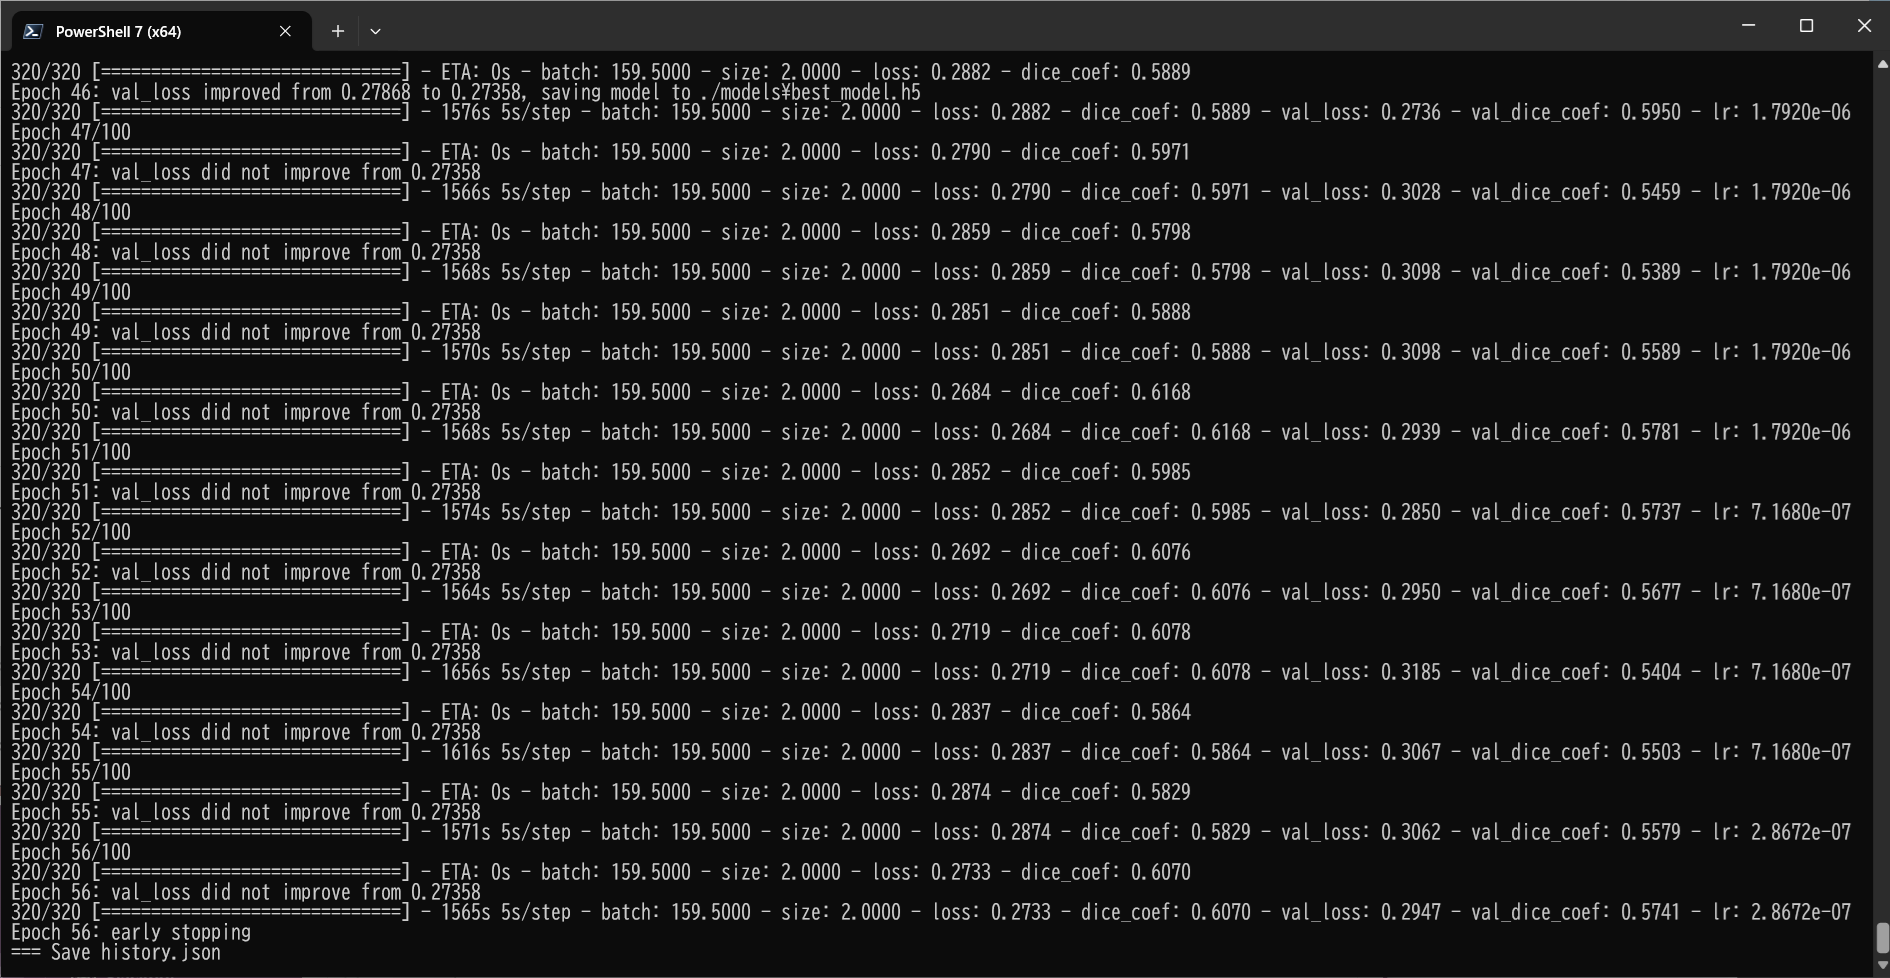 PowerShell 7 (x64)
320/320 [==============================] - ETA: 0s - batch: 159.5000 - size: 2.0000 - loss: 0.2882 - dice_coef: 0.5889
Epoch 46: val_loss improved from 0.27868 to 0.27358, saving model to ./models¥best_model.h5
320/320 [==============================] - 1576s 5s/step - batch: 159.5000 - size: 2.0000 - loss: 0.2882 - dice_coef: 0.5889 - val_loss: 0.2736 - val_dice_coef: 0.5950 - lr: 1.7920e-06
Epoch 47/100
320/320 [==============================] - ETA: 0s - batch: 159.5000 - size: 2.0000 - loss: 0.2790 - dice_coef: 0.5971
Epoch 47: val_loss did not improve from 0.27358
320/320 [==============================] - 1566s 5s/step - batch: 159.5000 - size: 2.0000 - loss: 0.2790 - dice_coef: 0.5971 - val_loss: 0.3028 - val_dice_coef: 0.5459 - lr: 1.7920e-06
Epoch 48/100
320/320 [==============================] - ETA: 0s - batch: 159.5000 - size: 2.0000 - loss: 0.2859 - dice_coef: 0.5798
Epoch 48: val_loss did not improve from 0.27358
320/320 [==============================] - 1568s 5s/step - batch: 159.5000 - size: 2.0000 - loss: 0.2859 - dice_coef: 0.5798 - val_loss: 0.3098 - val_dice_coef: 0.5389 - lr: 1.7920e-06
Epoch 49/100
320/320 [==============================] - ETA: 0s - batch: 159.5000 - size: 2.0000 - loss: 0.2851 - dice_coef: 0.5888
Epoch 49: val_loss did not improve from 0.27358
320/320 [==============================] - 1570s 5s/step - batch: 159.5000 - size: 2.0000 - loss: 0.2851 - dice_coef: 0.5888 - val_loss: 0.3098 - val_dice_coef: 0.5589 - lr: 1.7920e-06
Epoch 50/100
320/320 [==============================] - ETA: 0s - batch: 159.5000 - size: 2.0000 - loss: 0.2684 - dice_coef: 0.6168
Epoch 50: val_loss did not improve from 0.27358
320/320 [==============================] - 1568s 5s/step - batch: 159.5000 - size: 2.0000 - loss: 0.2684 - dice_coef: 0.6168 - val_loss: 0.2939 - val_dice_coef: 0.5781 - lr: 1.7920e-06
Epoch 51/100
320/320 [==============================] - ETA: 0s - batch: 159.5000 - size: 2.0000 - loss: 0.2852 - dice_coef: 0.5985
Epoch 51: val_loss did not improve from 0.27358
320/320 [==============================] - 1574s 5s/step - batch: 159.5000 - size: 2.0000 - loss: 0.2852 - dice_coef: 0.5985 - val_loss: 0.2850 - val_dice_coef: 0.5737 - lr: 7.1680e-07
Epoch 52/100
320/320 [==============================] - ETA: 0s - batch: 159.5000 - size: 2.0000 - loss: 0.2692 - dice_coef: 0.6076
Epoch 52: val_loss did not improve from 0.27358
320/320 [==============================] - 1564s 5s/step - batch: 159.5000 - size: 2.0000 - loss: 0.2692 - dice_coef: 0.6076 - val_loss: 0.2950 - val_dice_coef: 0.5677 - lr: 7.1680e-07
Epoch 53/100
320/320 [==============================] - ETA: 0s - batch: 159.5000 - size: 2.0000 - loss: 0.2719 - dice_coef: 0.6078
Epoch 53: val_loss did not improve from 0.27358
320/320 [==============================] - 1656s 5s/step - batch: 159.5000 - size: 2.0000 - loss: 0.2719 - dice_coef: 0.6078 - val_loss: 0.3185 - val_dice_coef: 0.5404 - lr: 7.1680e-07
Epoch 54/100
320/320 [==============================] - ETA: 0s - batch: 159.5000 - size: 2.0000 - loss: 0.2837 - dice_coef: 0.5864
Epoch 54: val_loss did not improve from 0.27358
320/320 [==============================] - 1616s 5s/step - batch: 159.5000 - size: 2.0000 - loss: 0.2837 - dice_coef: 0.5864 - val_loss: 0.3067 - val_dice_coef: 0.5503 - lr: 7.1680e-07
Epoch 55/100
320/320 [==============================] - ETA: 0s - batch: 159.5000 - size: 2.0000 - loss: 0.2874 - dice_coef: 0.5829
Epoch 55: val_loss did not improve from 0.27358
320/320 [==============================] - 1571s 5s/step - batch: 159.5000 - size: 2.0000 - loss: 0.2874 - dice_coef: 0.5829 - val_loss: 0.3062 - val_dice_coef: 0.5579 - lr: 2.8672e-07
Epoch 56/100
320/320 [==============================] - ETA: 0s - batch: 159.5000 - size: 2.0000 - loss: 0.2733 - dice_coef: 0.6070
Epoch 56: val_loss did not improve from 0.27358
320/320 [==============================] - 1565s 5s/step - batch: 159.5000 - size: 2.0000 - loss: 0.2733 - dice_coef: 0.6070 - val_loss: 0.2947 - val_dice_coef: 0.5741 - lr: 2.8672e-07
Epoch 56: early stopping
=== Save history.json